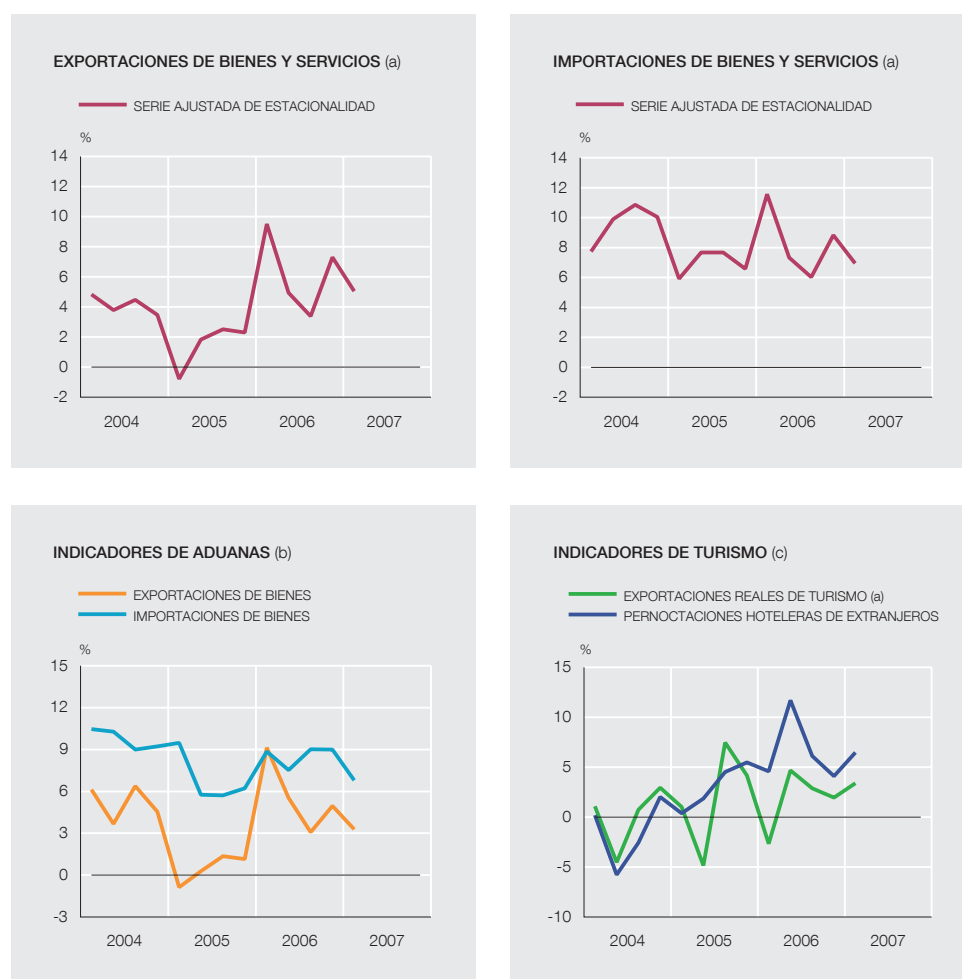 EXPORTACIONES DE BIENES Y SERVICIOS (a)
SERIE AJUSTADA DE ESTACIONALIDAD
%
14
12
10
8
6
4
2
0
-2
2004 2005 2006 2007
IMPORTACIONES DE BIENES Y SERVICIOS (a)
SERIE AJUSTADA DE ESTACIONALIDAD
%
14
12
10
8
6
4
2
0
-2
2004 2005 2006 2007
INDICADORES DE ADUANAS (b)
EXPORTACIONES DE BIENES
IMPORTACIONES DE BIENES
%
15
12
9
6
3
0
-3
2004 2005 2006 2007
INDICADORES DE TURISMO (c)
EXPORTACIONES REALES DE TURISMO (a)
PERNOCTACIONES HOTELERAS DE EXTRANJEROS
%
15
10
5
0
-5
-10
2004 2005 2006 2007